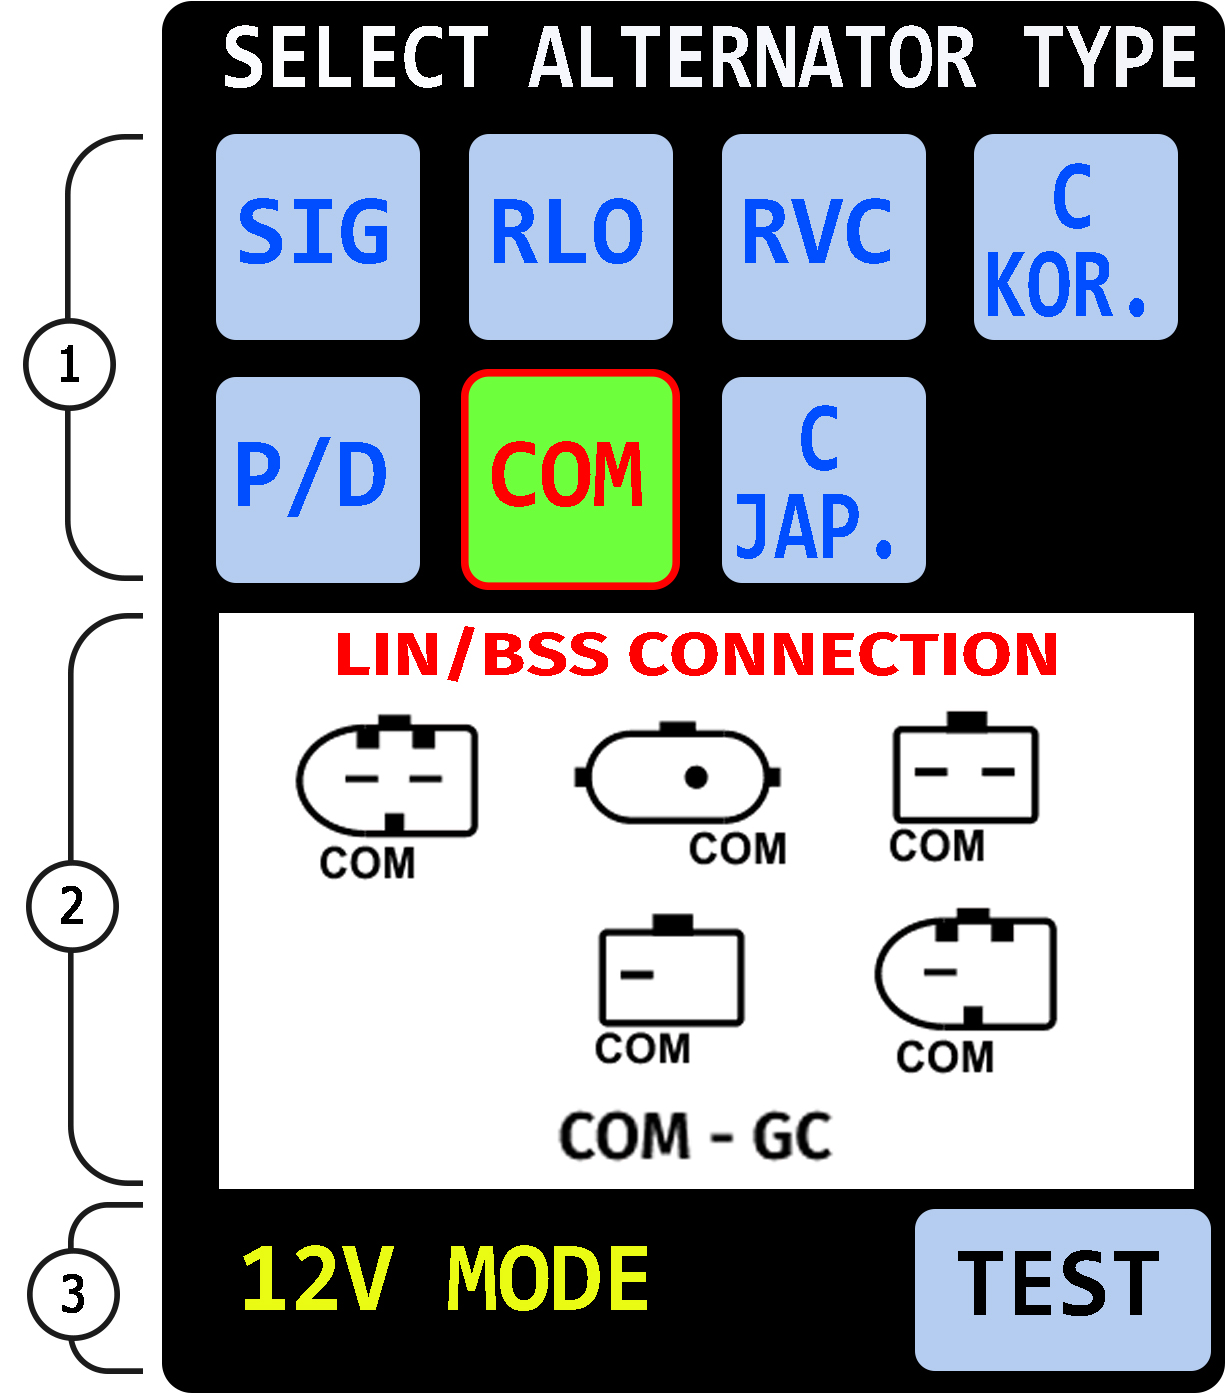 SELECT ALTERNATOR TYPE
SIG
RLO
RVC
C
KOR.
1
P/D
COM
C
JAP.
LIN/BSS CONNECTION
COM
COM
COM
2
COM
COM
COM - GC
3
12V MODE
TEST